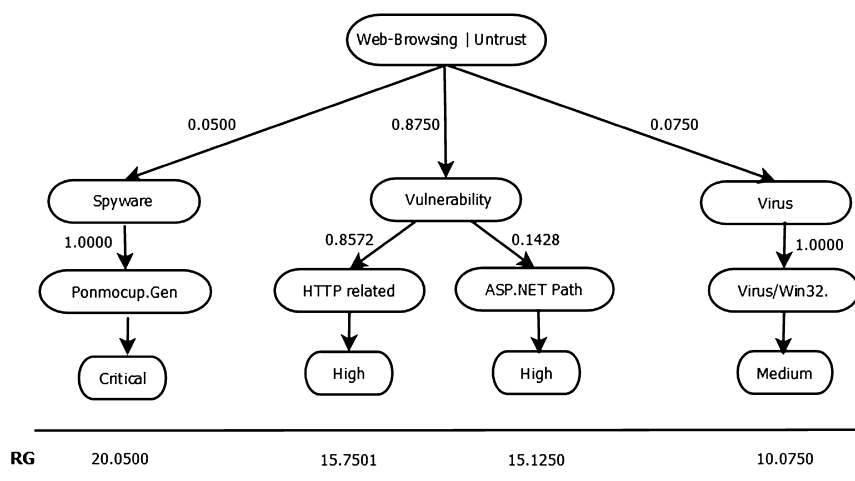 Web-Browsing | Untrust
0.0500
0.8750
0.0750
Spyware
Vulnerability
Virus
1.0000
0.8572
0.1428
1.0000
Ponmocup.Gen
HTTP related
ASP.NET Path
Virus/Win32.
Critical
High
High
Medium
RG
20.0500
15.7501
15.1250
10.0750